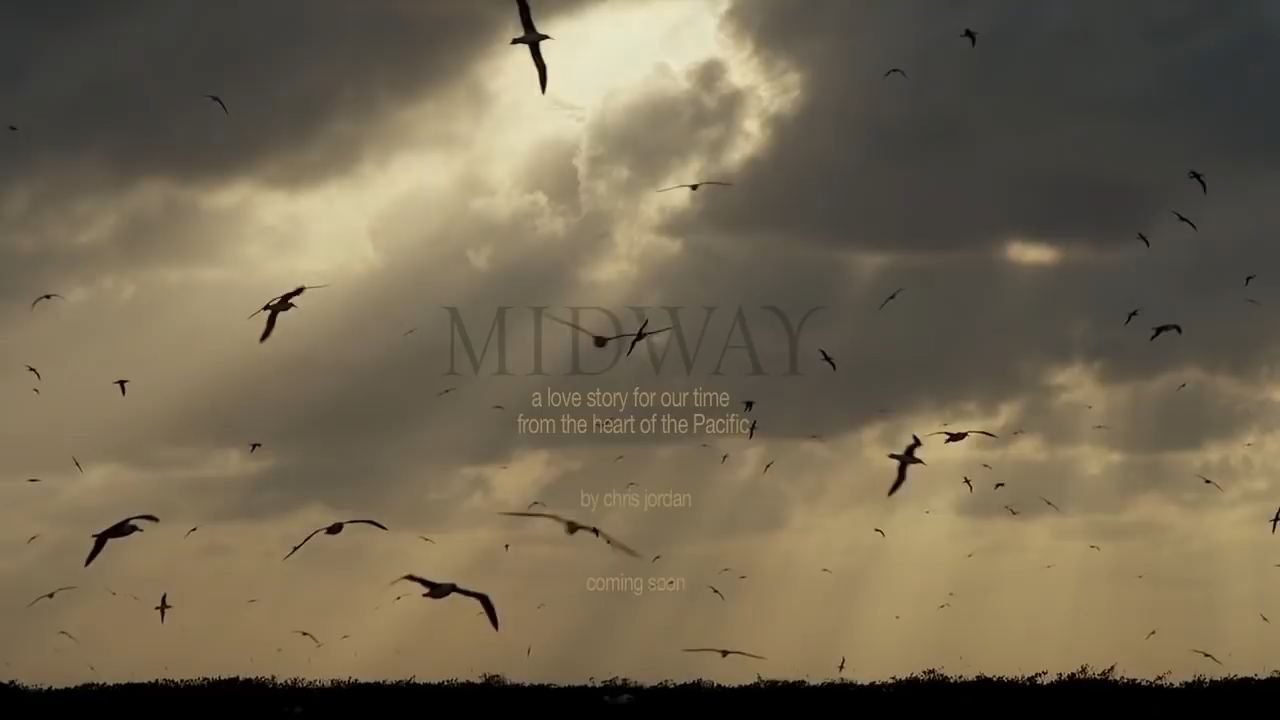 MIDWAY
a love story for our time
from the heart of the Pacific
by chris jordan
coming soon